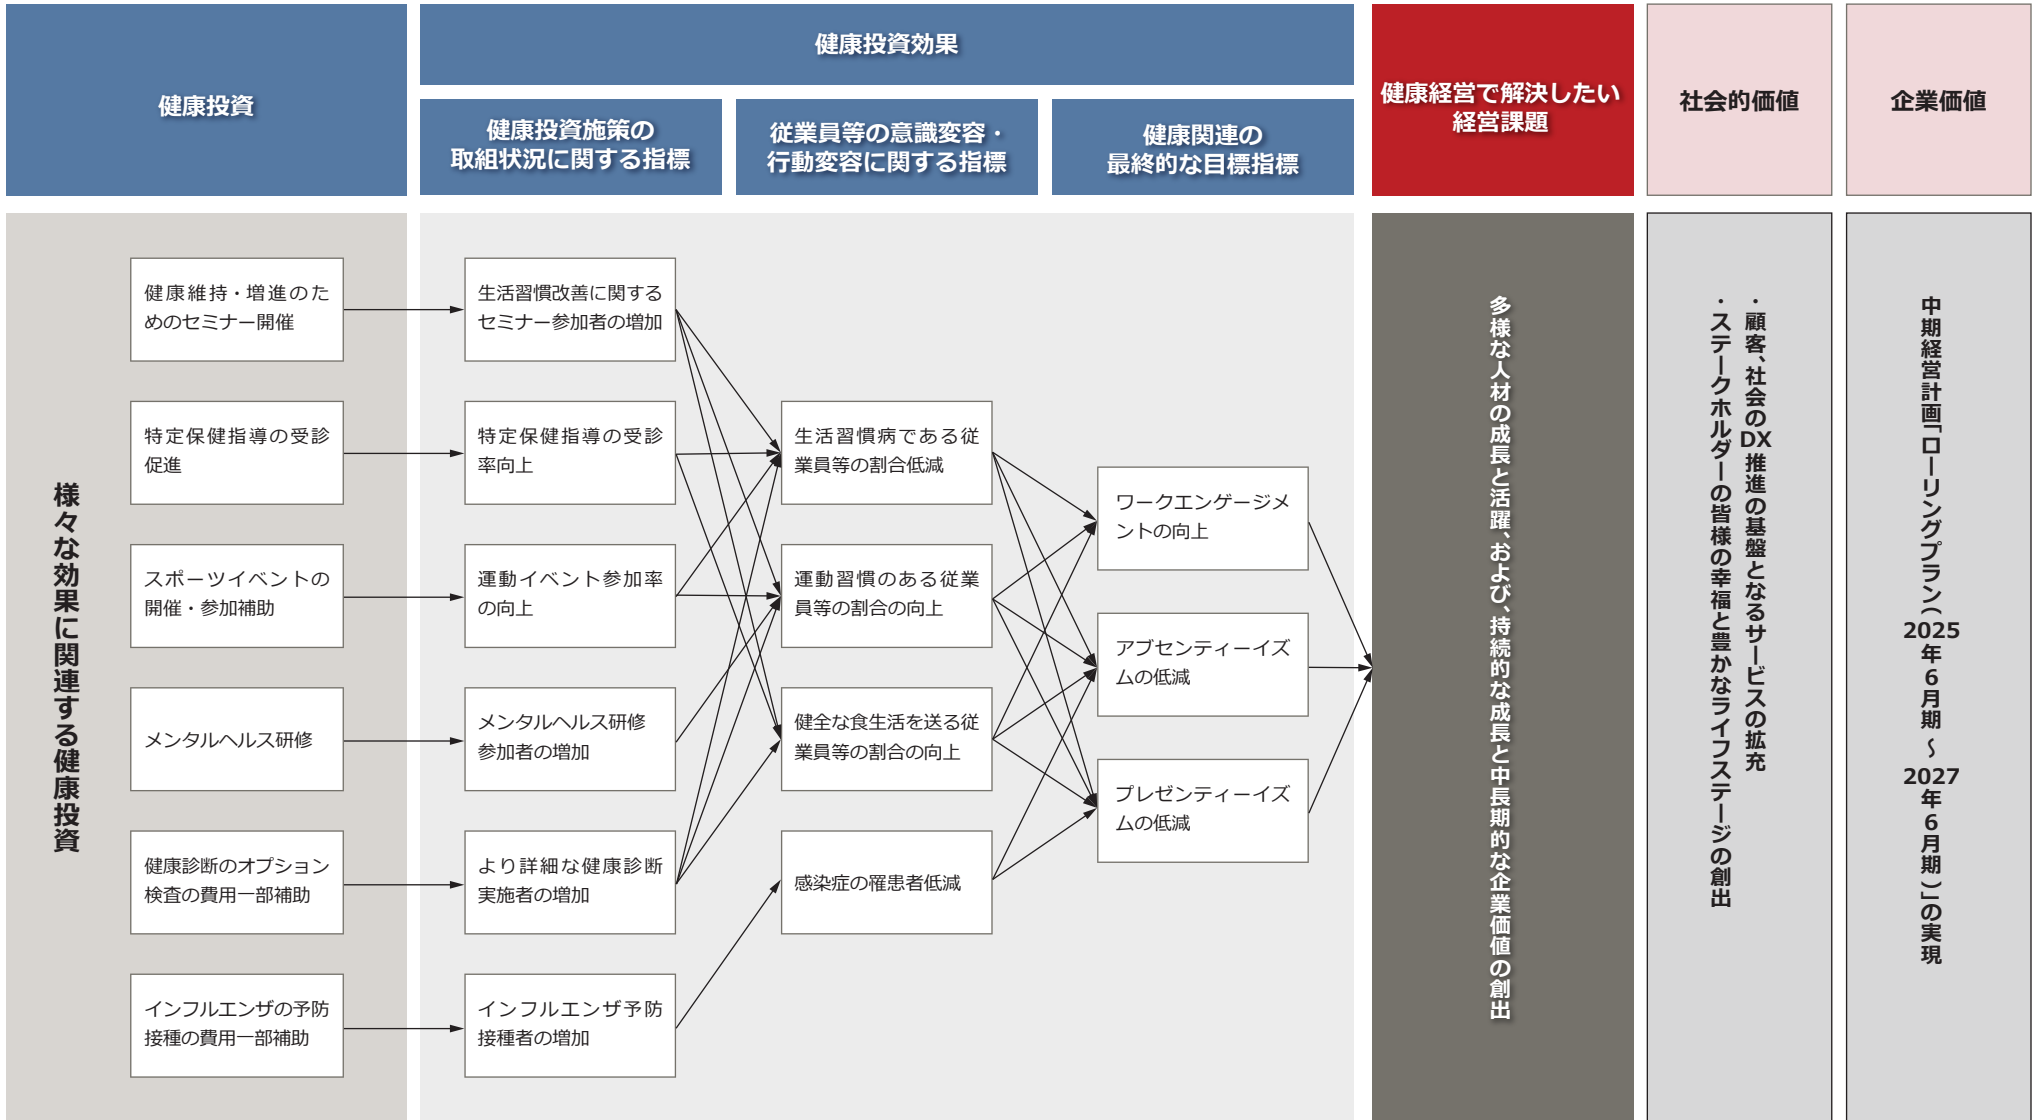 健康投資
健康投資効果
健康投資施策の
取組状況に関する指標
従業員等の意識変容・
行動変容に関する指標
健康関連の
最終的な目標指標
健康経営で解決したい
経営課題
社会的価値
企業価値
様々な効果に関連する健康投資
健康維持・増進のた
めのセミナー開催
特定保健指導の受診
促進
スポーツイベントの
開催・参加補助
メンタルヘルス研修
健康診断のオプション
検査の費用一部補助
インフルエンザの予防
接種の費用一部補助
生活習慣改善に関する
セミナー参加者の増加
特定保健指導の受診
率向上
運動イベント参加率
の向上
メンタルヘルス研修
参加者の増加
より詳細な健康診断
実施者の増加
インフルエンザ予防
接種者の増加
生活習慣病である従
業員等の割合低減
運動習慣のある従業
員等の割合の向上
健全な食生活を送る従
業員等の割合の向上
感染症の罹患者低減
ワークエンゲージメ
ントの向上
アブセンティーイズ
ムの低減
プレゼンティーイズ
ムの低減
多様な人材の成長と活躍、および、持続的な成長と中長期的な企業価値の創出
・顧客、社会のDX推進の基盤となるサービスの拡充
・ステークホルダーの皆様の幸福と豊かなライフステージの創出
中期経営計画「ローリングプラン(2025年6月期～2027年6月期)」の実現